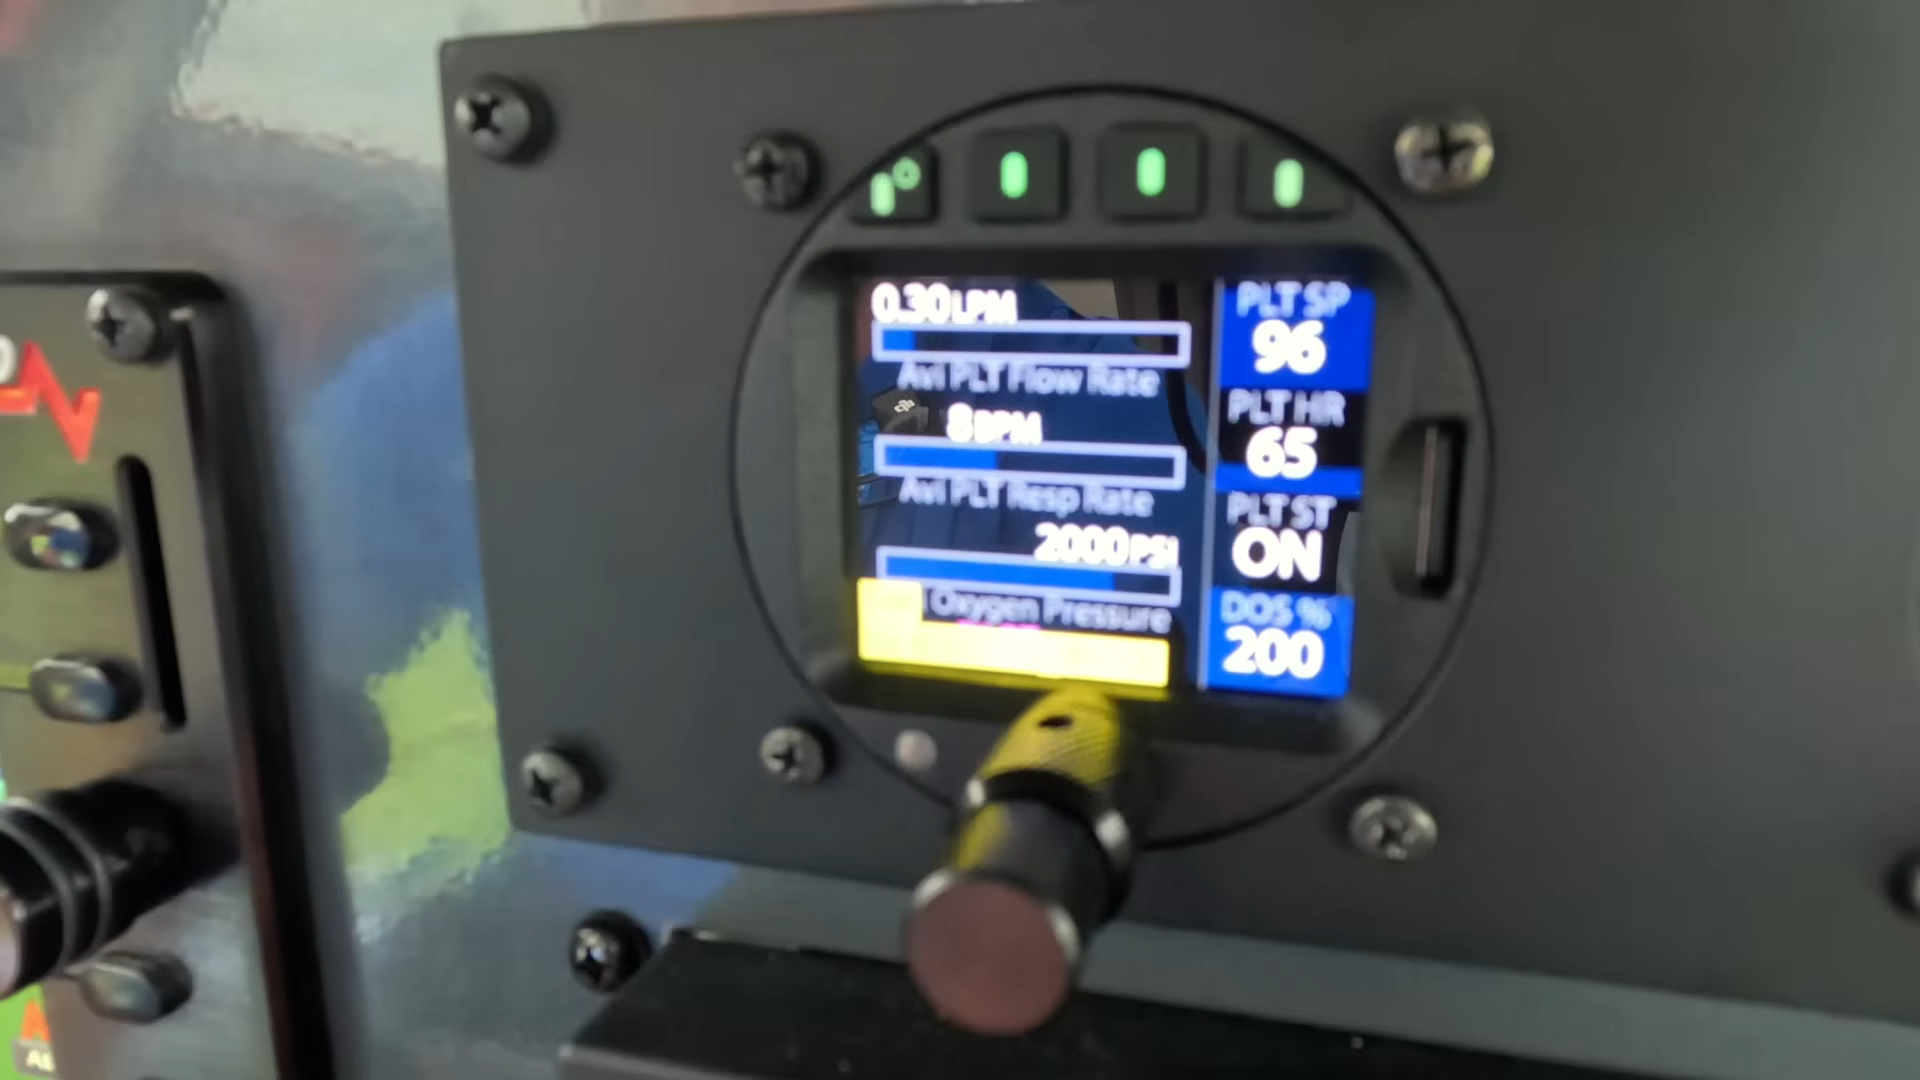 0.30 LPM
Avi PLT Flow Rate
8 BPM
Avi PLT Resp Rate
2000 PSI
Oxygen Pressure
PLT SP
96
PLT HR
65
PLT ST
ON
DOS %
200